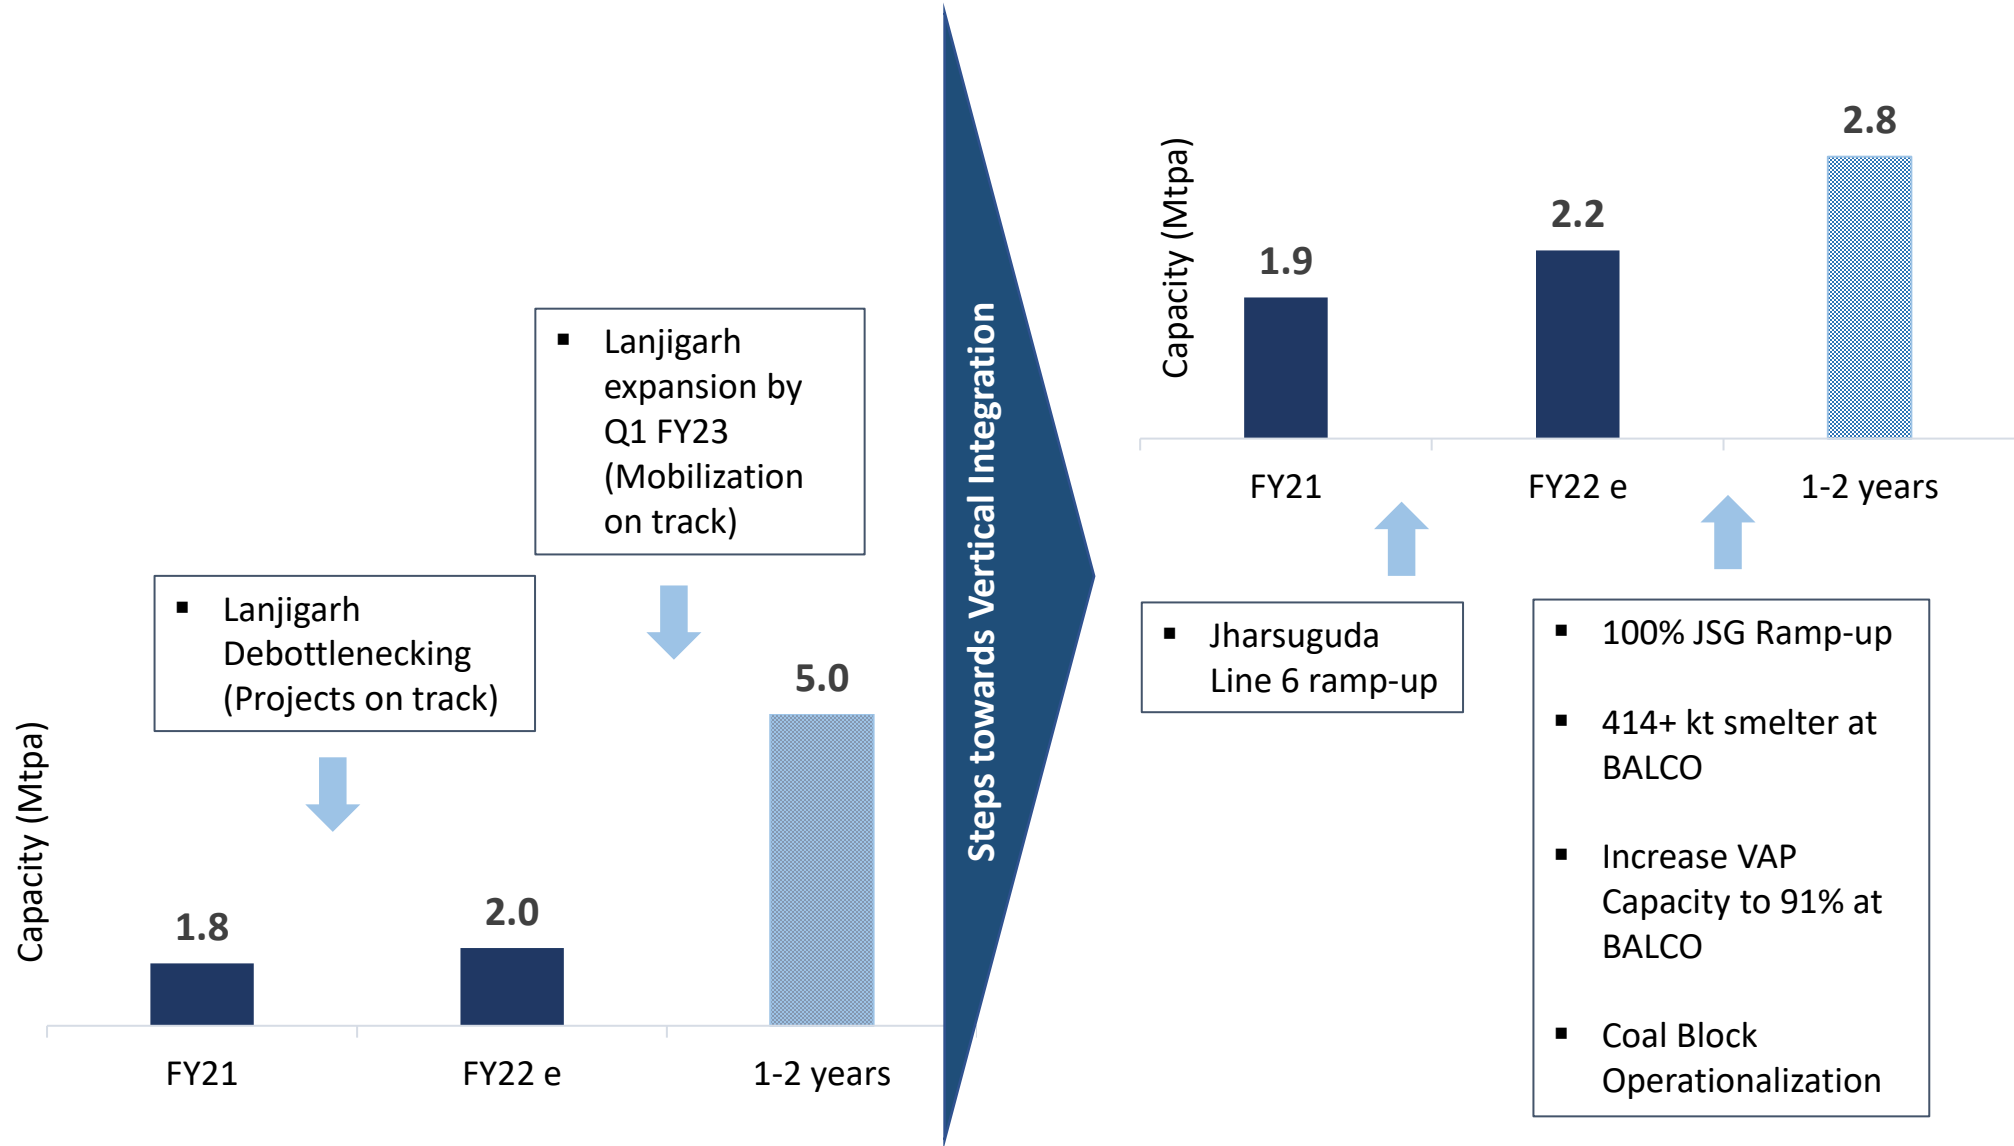 Capacity (Mtpa)
▪ Lanjigarh
Debottlenecking
(Projects on track)
▪ Lanjigarh
expansion by
Q1 FY23
(Mobilization
on track)
1.8
2.0
5.0
FY21
FY22 e
1-2 years
Steps towards Vertical Integration
Capacity (Mtpa)
1.9
2.2
2.8
FY21
FY22 e
1-2 years
▪ Jharsuguda
Line 6 ramp-up
▪ 100% JSG Ramp-up
▪ 414+ kt smelter at
BALCO
▪ Increase VAP
Capacity to 91% at
BALCO
▪ Coal Block
Operationalization